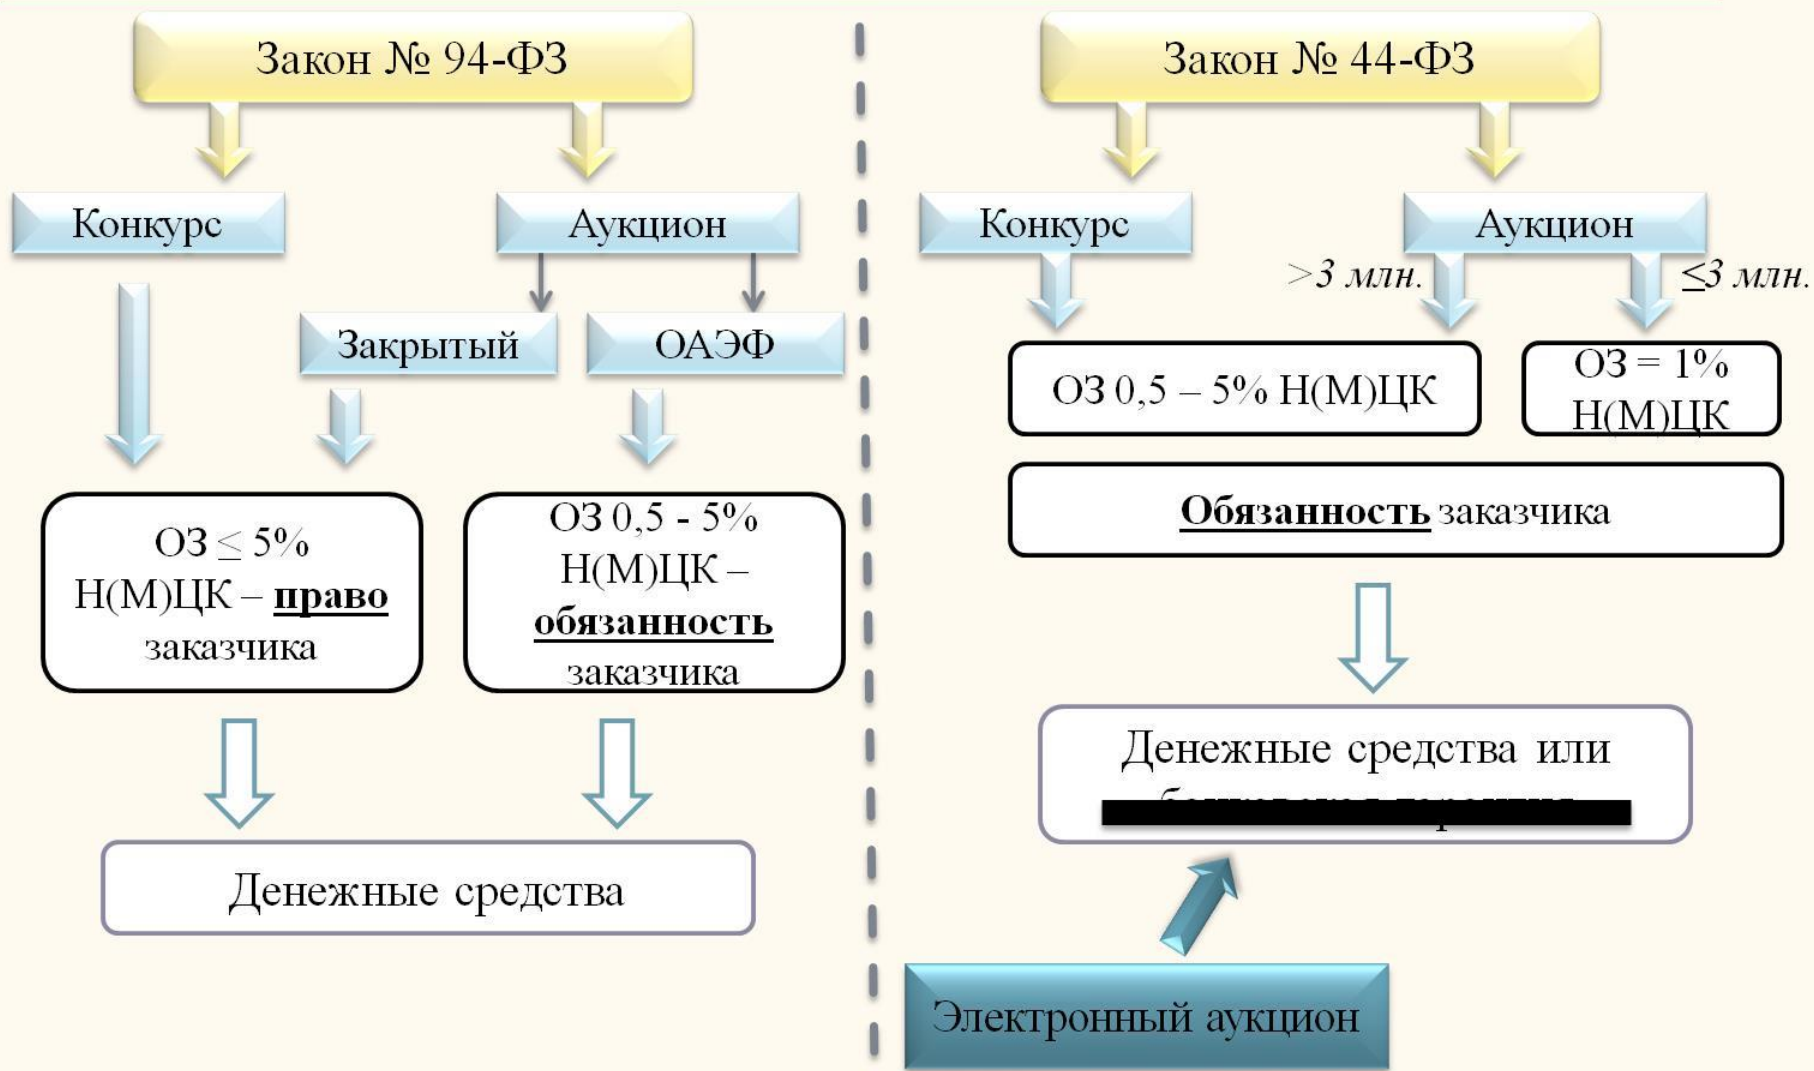 Закон № 94-ФЗ
Конкурс
Аукцион
Закрытый
ОАЭФ
ОЗ ≤ 5%
Н(М)ЦК – право
заказчика
ОЗ 0,5 - 5%
Н(М)ЦК –
обязанность
заказчика
Денежные средства
Закон № 44-ФЗ
Конкурс
Аукцион
>3 млн.
≤3 млн.
ОЗ 0,5 – 5% Н(М)ЦК
ОЗ = 1%
Н(М)ЦК
Обязанность заказчика
Денежные средства или
Электронный аукцион